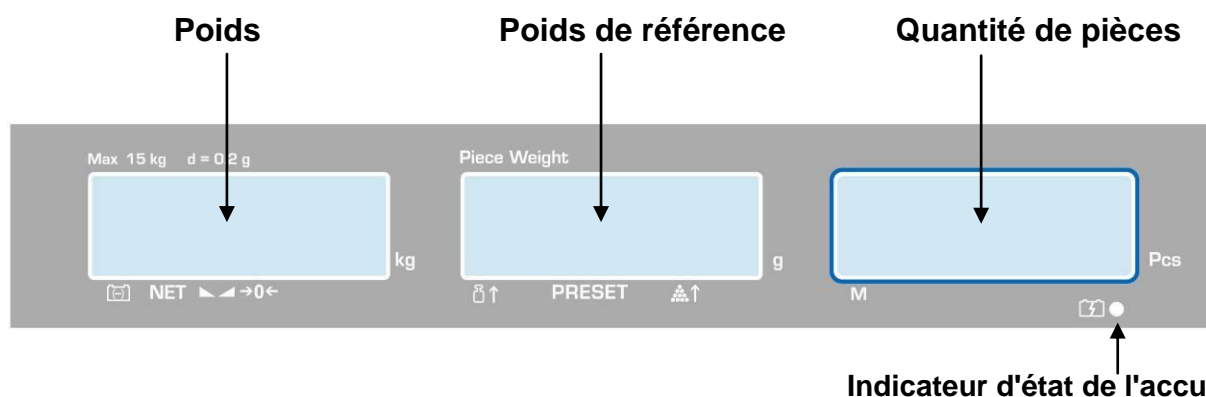 Poids Poids de référence Quantité de pièces
Max 15 kg d = 0,2 g Piece Weight
kg g Pcs
NET →0← PRESET M
Indicateur d'état de l'accu